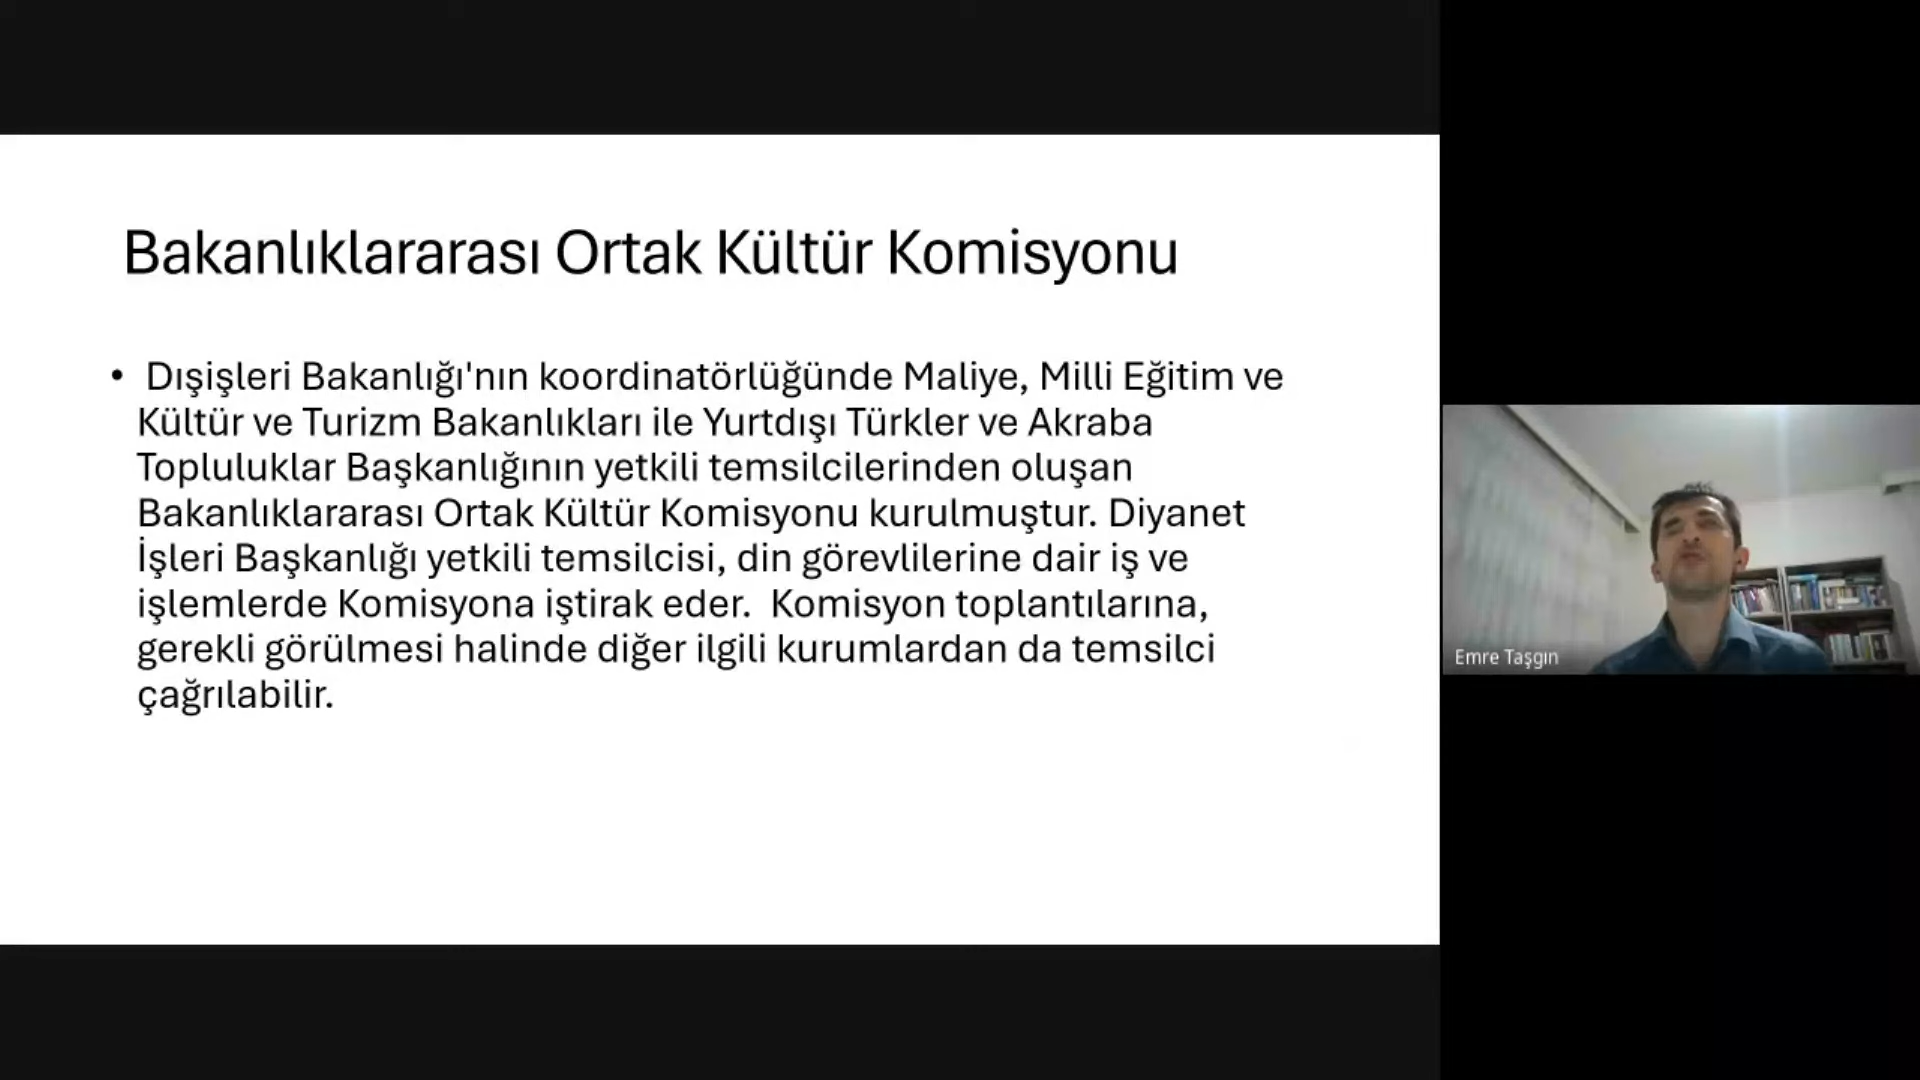 Bakanlıklararası Ortak Kültür Komisyonu
• Dışişleri Bakanlığı'nın koordinatörlüğünde Maliye, Milli Eğitim ve
Kültür ve Turizm Bakanlıkları ile Yurtdışı Türkler ve Akraba
Topluluklar Başkanlığının yetkili temsilcilerinden oluşan
Bakanlıklararası Ortak Kültür Komisyonu kurulmuştur. Diyanet
İşleri Başkanlığı yetkili temsilcisi, din görevlilerine dair iş ve
işlemlerde Komisyona iştirak eder.  Komisyon toplantılarına,
gerekli görülmesi halinde diğer ilgili kurumlardan da temsilci
çağrılabilir.
Emre Taşgın